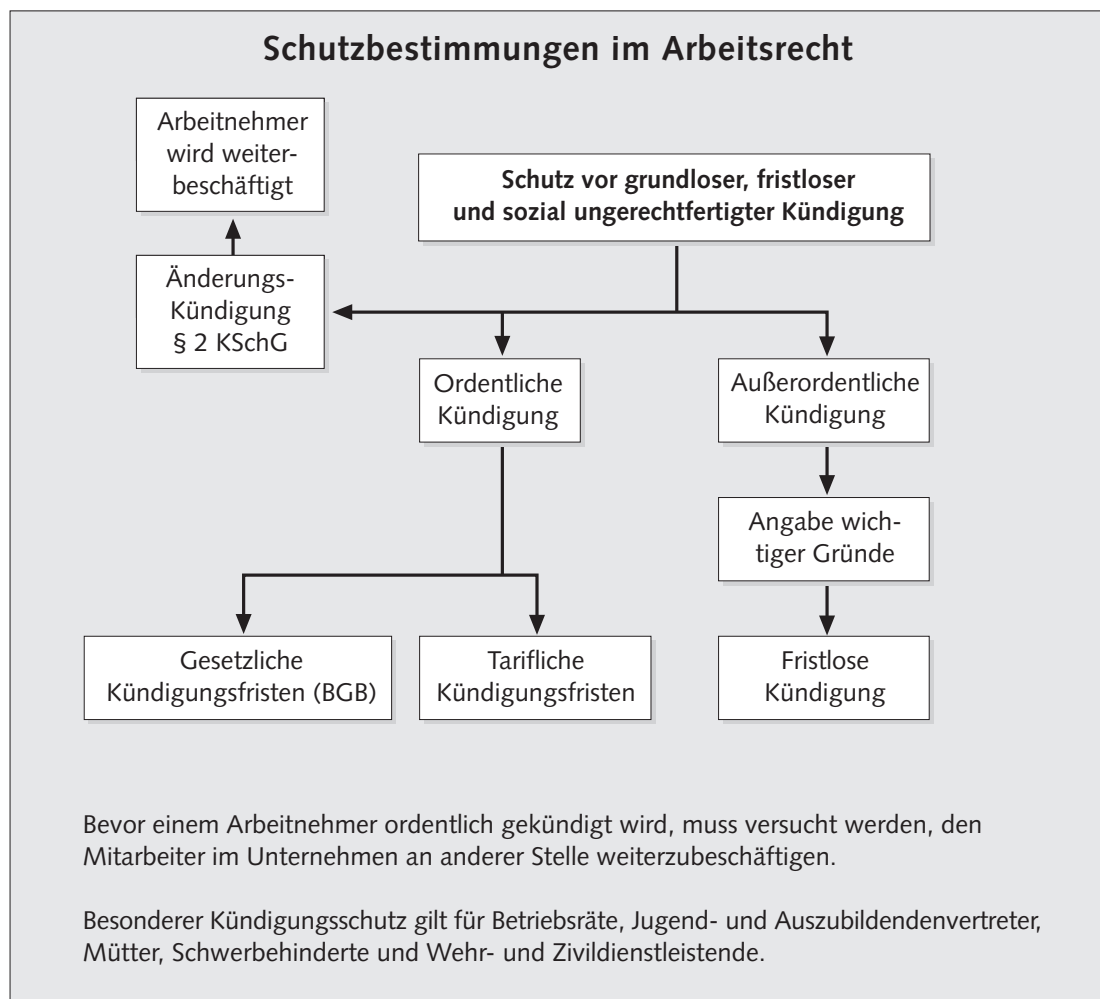 Schutzbestimmungen im Arbeitsrecht
Arbeitnehmer
wird weiter-
beschäftigt
Schutz vor grundloser, fristloser
und sozial ungerechtfertigter Kündigung
Änderungs-
Kündigung
§ 2 KSchG
Ordentliche
Kündigung
Außerordentliche
Kündigung
Angabe wich-
tiger Gründe
Gesetzliche
Kündigungsfristen (BGB)
Tarifliche
Kündigungsfristen
Fristlose
Kündigung
Bevor einem Arbeitnehmer ordentlich gekündigt wird, muss versucht werden, den
Mitarbeiter im Unternehmen an anderer Stelle weiterzubeschäftigen.
Besonderer Kündigungsschutz gilt für Betriebsräte, Jugend- und Auszubildendenvertreter,
Mütter, Schwerbehinderte und Wehr- und Zivildienstleistende.